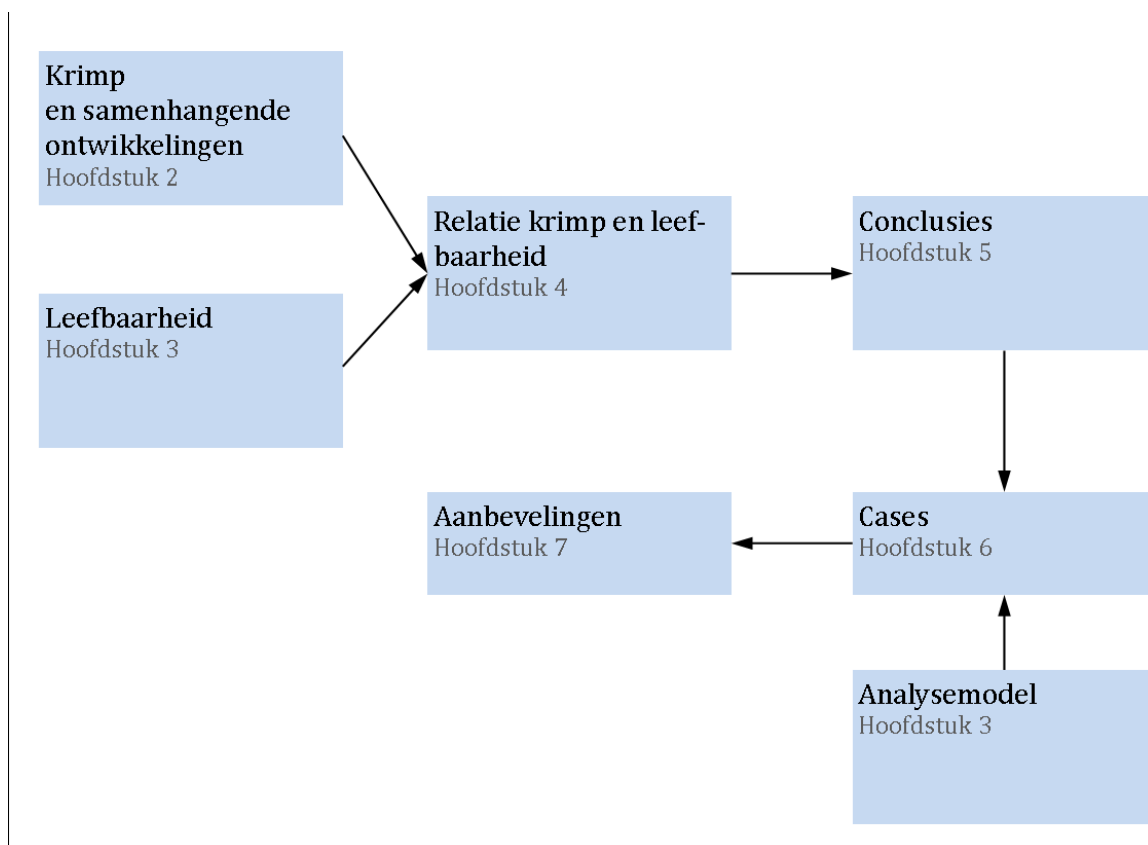 Krimp
en samenhangende
ontwikkelingen
Hoofdstuk 2
Leefbaarheid
Hoofdstuk 3
Relatie krimp en leef-
baarheid
Hoofdstuk 4
Conclusies
Hoofdstuk 5
Aanbevelingen
Hoofdstuk 7
Cases
Hoofdstuk 6
Analysemodel
Hoofdstuk 3